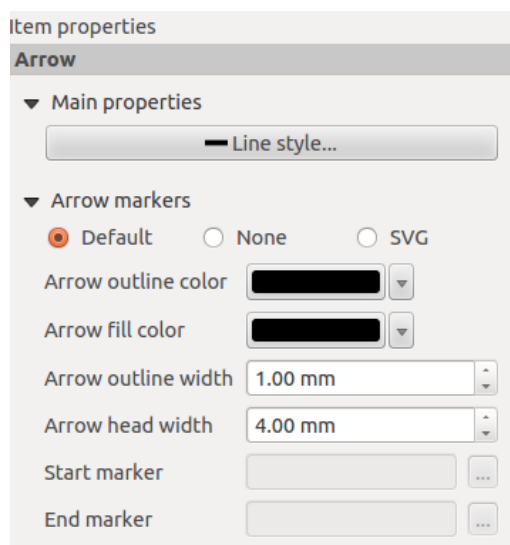 Item properties
Arrow
Main properties
Line style...
Arrow markers
Default None SVG
Arrow outline color
Arrow fill color
Arrow outline width 1.00 mm
Arrow head width 4.00 mm
Start marker ...
End marker ...